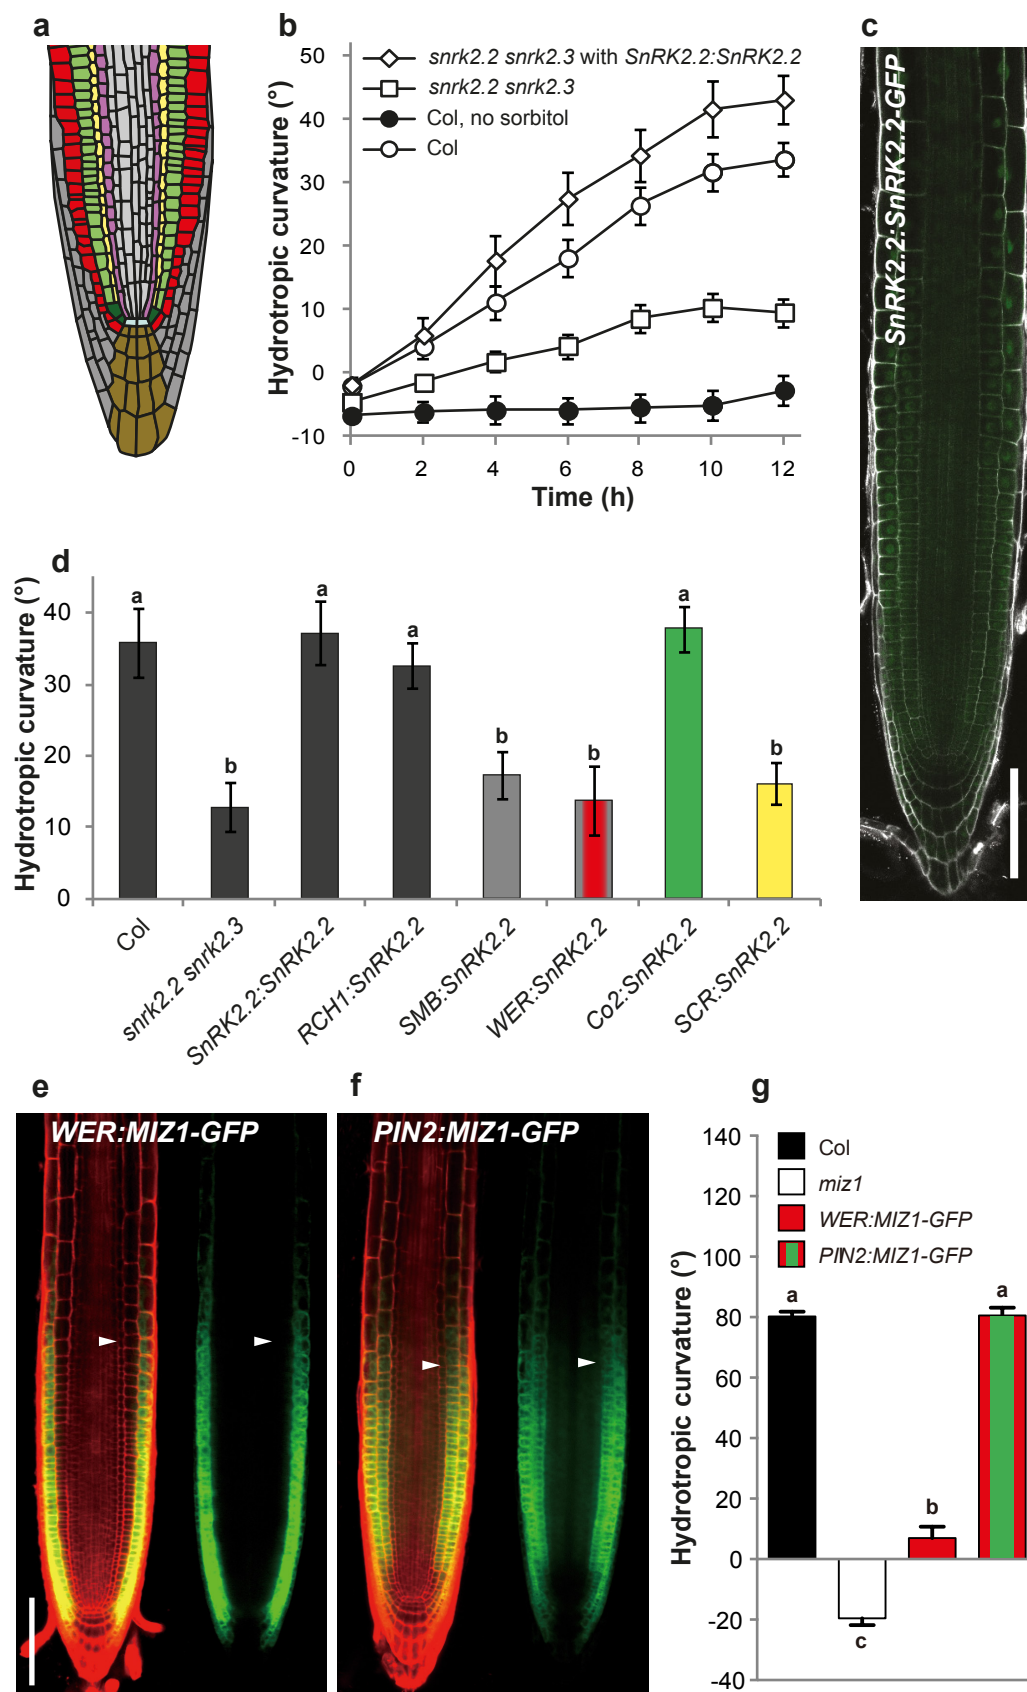 a
b
Hydrotropic curvature (°)
50
40
30
20
10
0
-10
snrk2.2 snrk2.3 with SnRK2.2:SnRK2.2
snrk2.2 snrk2.3
Col, no sorbitol
Col
0 2 4 6 8 10 12
Time (h)
c
SnRK2.2:SnRK2.2-GFP
d
Hydrotropic curvature (°)
40
30
20
10
0
a b a a b b a b
Col
snrk2.2 snrk2.3
SnRK2.2:SnRK2.2
RCH1:SnRK2.2
SMB:SnRK2.2
WER:SnRK2.2
Co2:SnRK2.2
SCR:SnRK2.2
e
WER:MIZ1-GFP
f
PIN2:MIZ1-GFP
g
Hydrotropic curvature (°)
140
120
100
80
60
40
20
0
-20
-40
Col
miz1
WER:MIZ1-GFP
PIN2:MIZ1-GFP
a
c
b
a